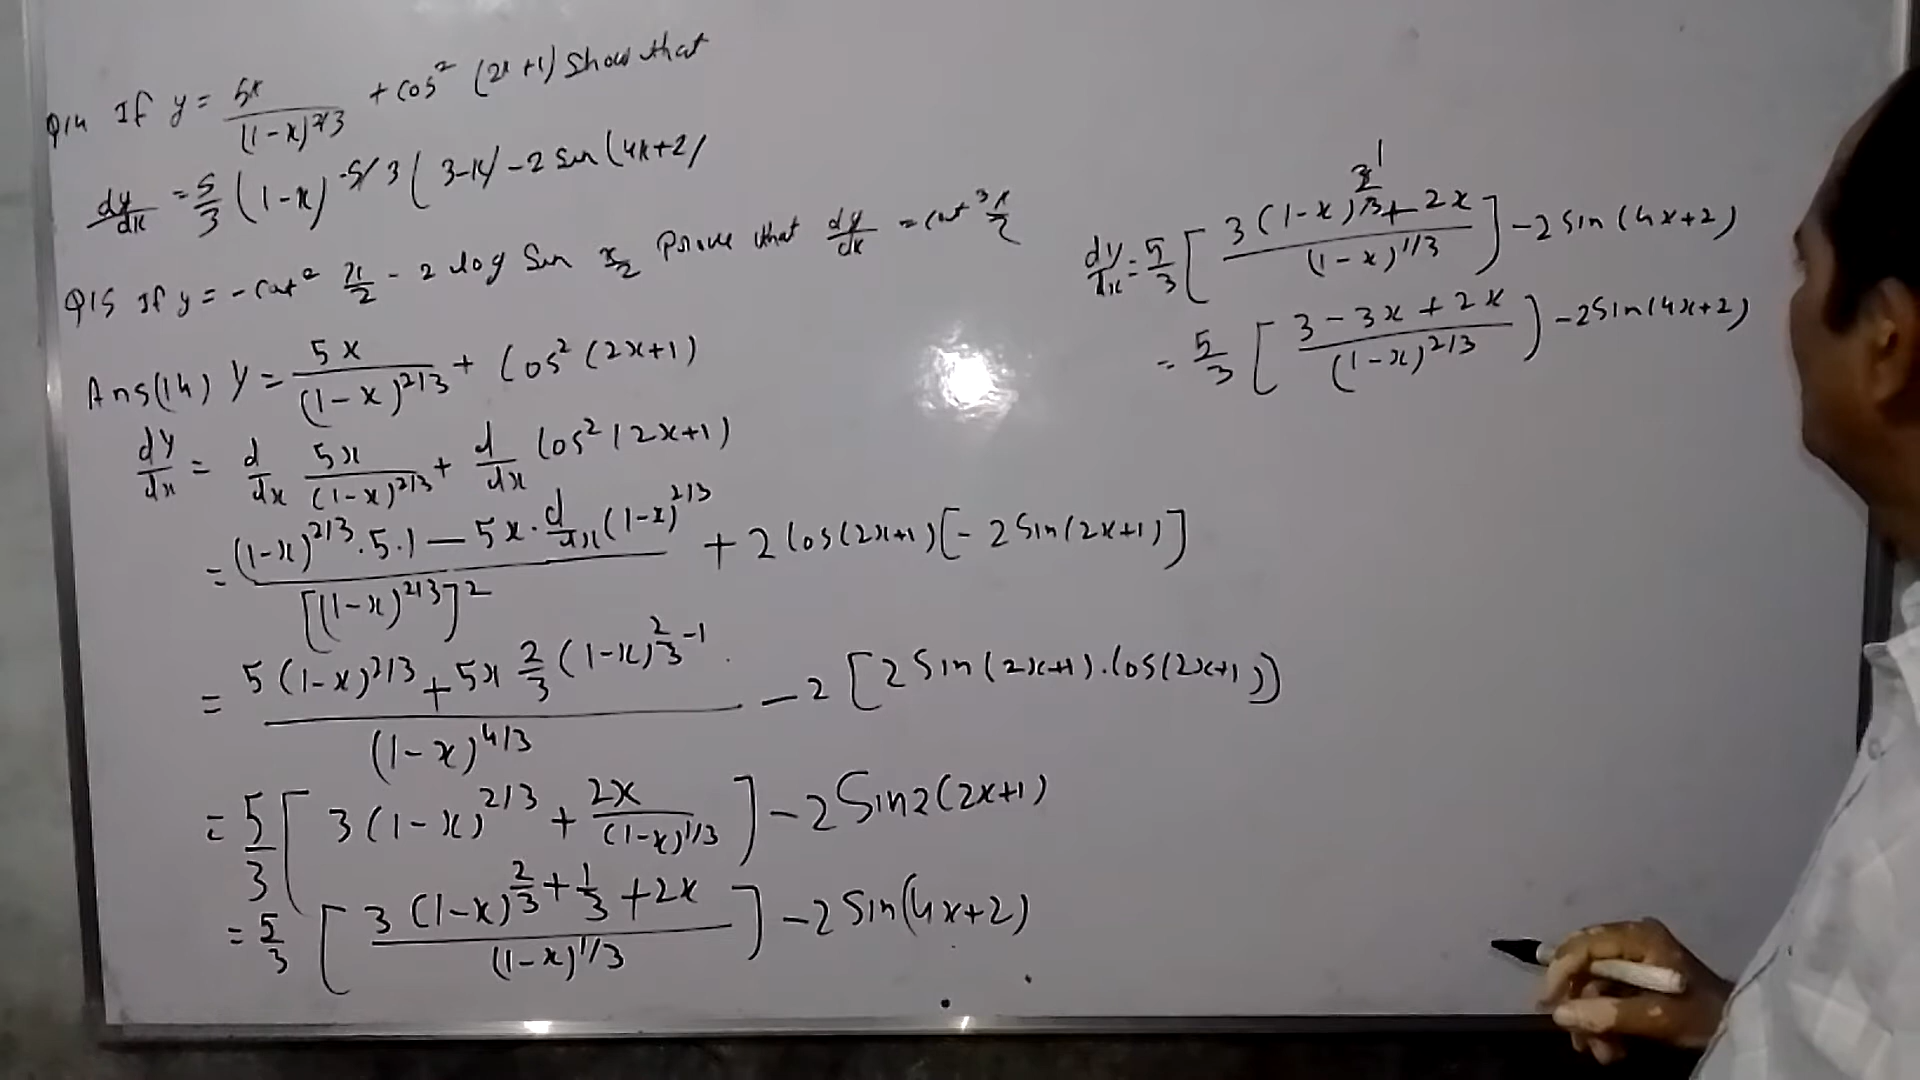 Q14 If y = 5x / (1-x)^2/3 + cos^2 (2x+1) Show that
dy/dx = 5/3 (1-x)^-5/3 (3-x) - 2 Sin (4x+2)
Q15 If y = - cot^2 x/2 - 2 log Sin x/2 Prove that dy/dx = cot^3 x/2
Ans(14) Y = 5x / (1-x)^2/3 + Cos^2 (2x+1)
dy/dx = d/dx 5x / (1-x)^2/3 + d/dx Cos^2 (2x+1)
= (1-x)^2/3 . 5.1 - 5x . d/dx (1-x)^2/3 / [(1-x)^2/3]^2 + 2 Cos(2x+1) [- 2 Sin(2x+1)]
= 5(1-x)^2/3 + 5x 2/3 (1-x)^2/3-1 / (1-x)^4/3 - 2 [2 Sin(2x+1).Cos(2x+1)]
= 5/3 [ 3(1-x)^2/3 + 2x / (1-x)^1/3 ] - 2 Sin2(2x+1)
= 5/3 [ 3(1-x)^2/3+1/3 + 2x / (1-x)^1/3 ] - 2 Sin(4x+2)
dy/dx = 5/3 [ 3(1-x)^3/3 + 2x / (1-x)^1/3 ] - 2 Sin(4x+2)
= 5/3 [ 3 - 3x + 2x / (1-x)^2/3 ) - 2 Sin(4x+2)